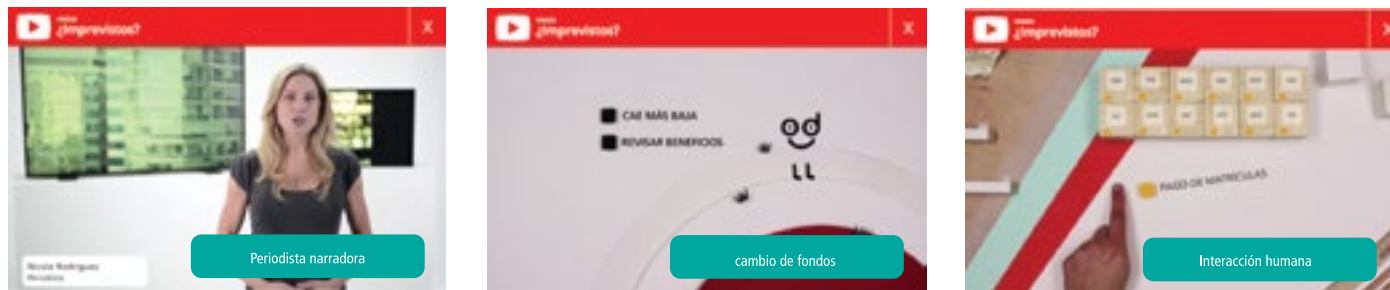 ¿Imprevistos?
X
Nicole Rodríguez
Periodista
Periodista narradora
¿Imprevistos?
X
CAE MÁS BAJA
REVISAR BENEFICIOS
cambio de fondos
¿Imprevistos?
X
PAGO DE MATRÍCULAS
Interacción humana